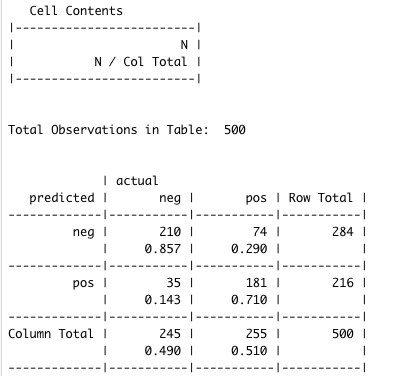 Cell Contents
|-------------------------|
|                       N |
|           N / Col Total |
|-------------------------|
Total Observations in Table:  500
             | actual
   predicted |       neg |       pos | Row Total |
-------------|-----------|-----------|-----------|
         neg |       210 |        74 |       284 |
             |     0.857 |     0.290 |           |
-------------|-----------|-----------|-----------|
         pos |        35 |       181 |       216 |
             |     0.143 |     0.710 |           |
-------------|-----------|-----------|-----------|
Column Total |       245 |       255 |       500 |
             |     0.490 |     0.510 |           |
-------------|-----------|-----------|-----------|